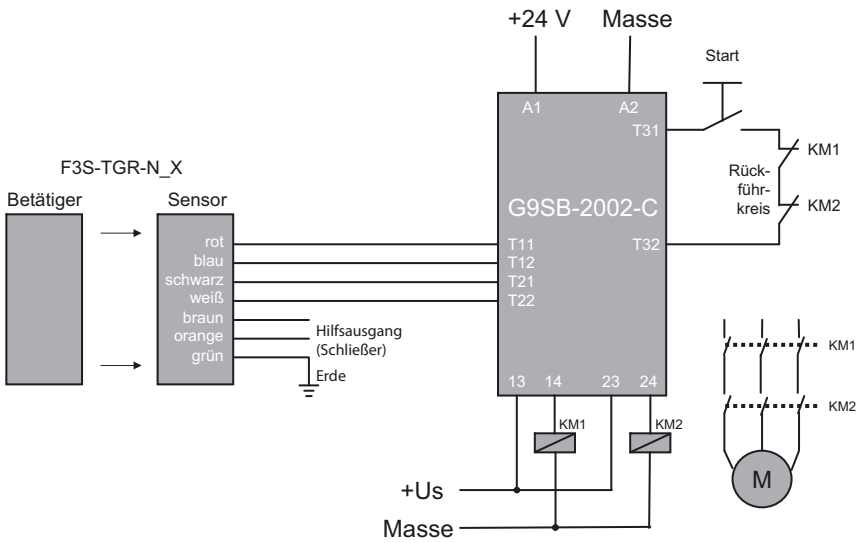 +24 V
Masse
Start
A1
A2
T31
KM1
Rück-
führ-
kreis
KM2
F3S-TGR-N_X
Betätiger
Sensor
G9SB-2002-C
rot
T11
T32
blau
T12
schwarz
T21
weiß
T22
braun
orange
grün
Hilfsausgang
(Schließer)
Erde
13
14
23
24
KM1
KM2
KM1
KM2
M
+Us
Masse